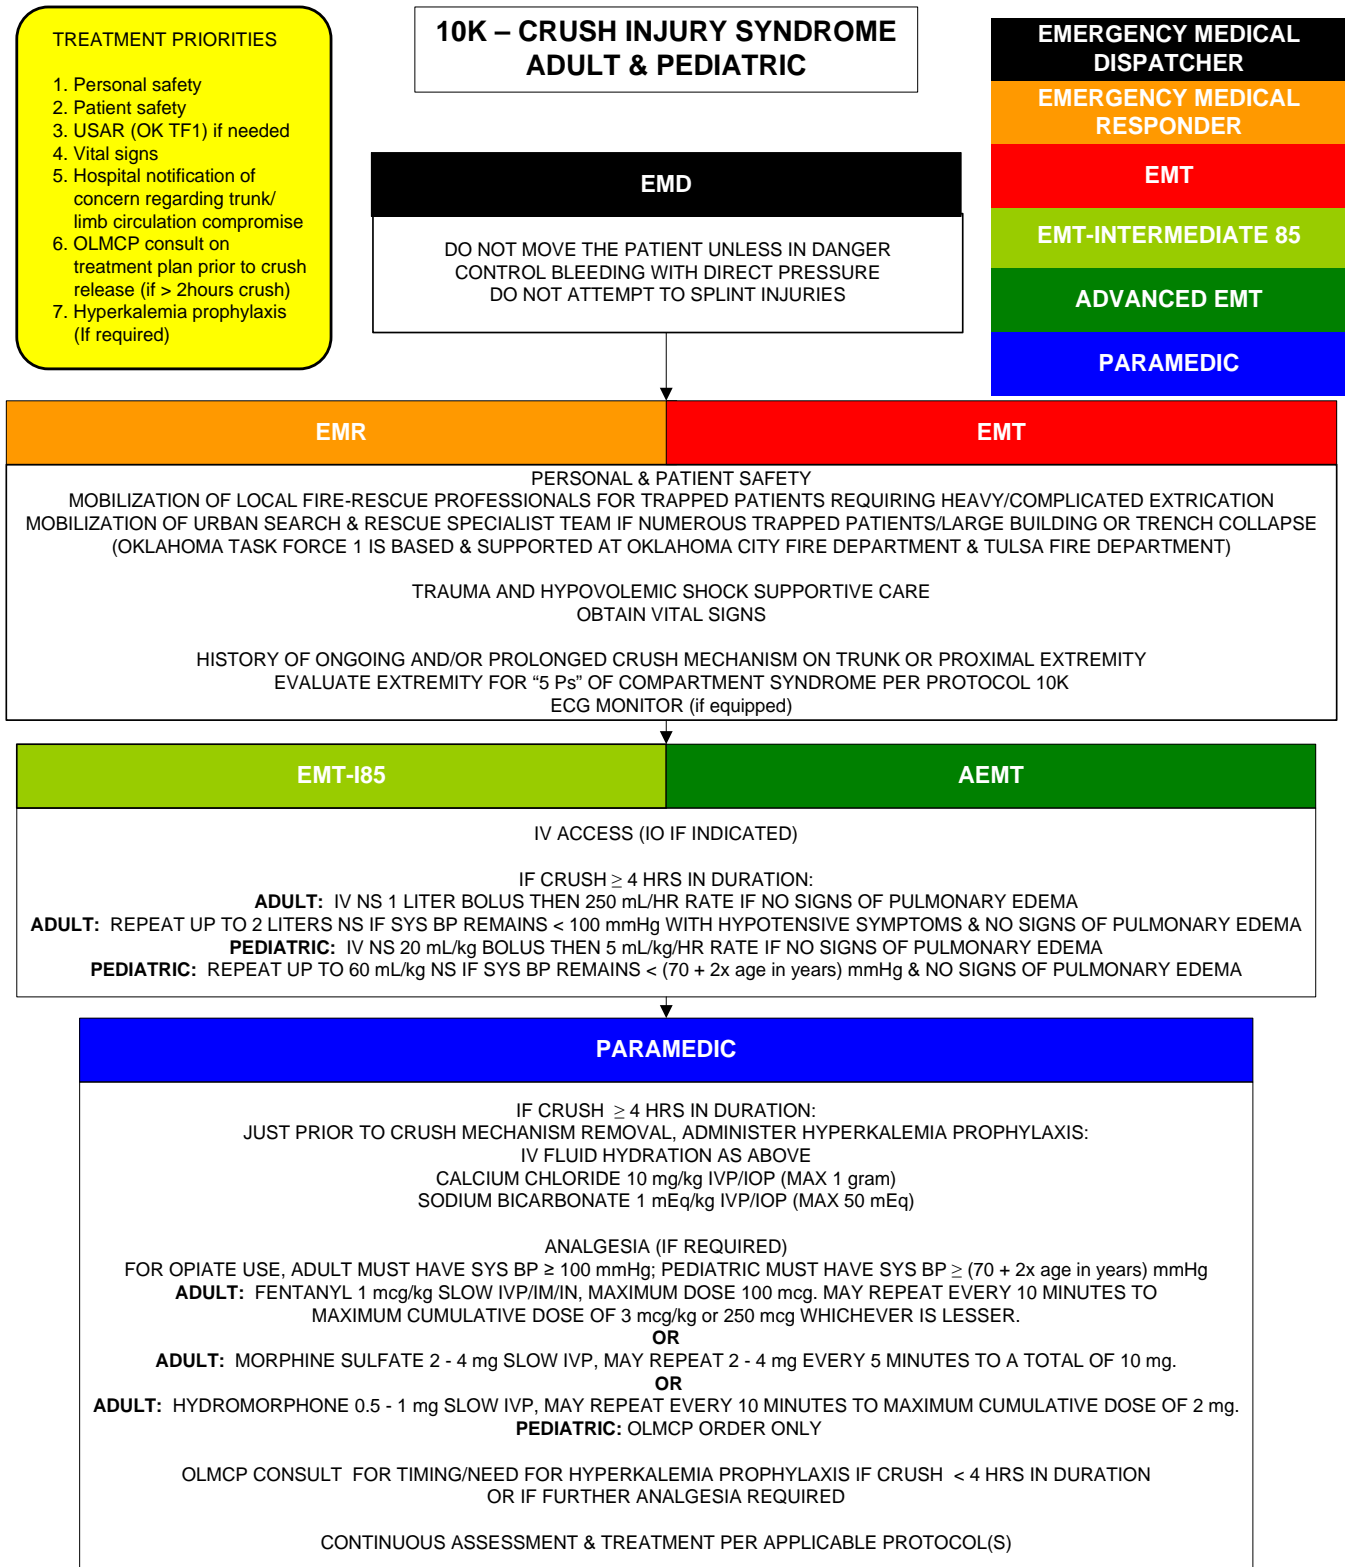 TREATMENT PRIORITIES
1. Personal safety
2. Patient safety
3. USAR (OK TF1) if needed
4. Vital signs
5. Hospital notification of
concern regarding trunk/
limb circulation compromise
6. OLMCP consult on
treatment plan prior to crush
release (if > 2hours crush)
7. Hyperkalemia prophylaxis
(If required)
10K – CRUSH INJURY SYNDROME
ADULT & PEDIATRIC
EMERGENCY MEDICAL
DISPATCHER
EMERGENCY MEDICAL
RESPONDER
EMT
EMT-INTERMEDIATE 85
ADVANCED EMT
PARAMEDIC
EMD
DO NOT MOVE THE PATIENT UNLESS IN DANGER
CONTROL BLEEDING WITH DIRECT PRESSURE
DO NOT ATTEMPT TO SPLINT INJURIES
EMR
EMT
PERSONAL & PATIENT SAFETY
MOBILIZATION OF LOCAL FIRE-RESCUE PROFESSIONALS FOR TRAPPED PATIENTS REQUIRING HEAVY/COMPLICATED EXTRICATION
MOBILIZATION OF URBAN SEARCH & RESCUE SPECIALIST TEAM IF NUMEROUS TRAPPED PATIENTS/LARGE BUILDING OR TRENCH COLLAPSE
(OKLAHOMA TASK FORCE 1 IS BASED & SUPPORTED AT OKLAHOMA CITY FIRE DEPARTMENT & TULSA FIRE DEPARTMENT)
TRAUMA AND HYPOVOLEMIC SHOCK SUPPORTIVE CARE
OBTAIN VITAL SIGNS
HISTORY OF ONGOING AND/OR PROLONGED CRUSH MECHANISM ON TRUNK OR PROXIMAL EXTREMITY
EVALUATE EXTREMITY FOR “5 Ps” OF COMPARTMENT SYNDROME PER PROTOCOL 10K
ECG MONITOR (if equipped)
EMT-I85
AEMT
IV ACCESS (IO IF INDICATED)
IF CRUSH ≥ 4 HRS IN DURATION:
ADULT: IV NS 1 LITER BOLUS THEN 250 mL/HR RATE IF NO SIGNS OF PULMONARY EDEMA
ADULT: REPEAT UP TO 2 LITERS NS IF SYS BP REMAINS < 100 mmHg WITH HYPOTENSIVE SYMPTOMS & NO SIGNS OF PULMONARY EDEMA
PEDIATRIC: IV NS 20 mL/kg BOLUS THEN 5 mL/kg/HR RATE IF NO SIGNS OF PULMONARY EDEMA
PEDIATRIC: REPEAT UP TO 60 mL/kg NS IF SYS BP REMAINS < (70 + 2x age in years) mmHg & NO SIGNS OF PULMONARY EDEMA
PARAMEDIC
IF CRUSH ≥ 4 HRS IN DURATION:
JUST PRIOR TO CRUSH MECHANISM REMOVAL, ADMINISTER HYPERKALEMIA PROPHYLAXIS:
IV FLUID HYDRATION AS ABOVE
CALCIUM CHLORIDE 10 mg/kg IVP/IOP (MAX 1 gram)
SODIUM BICARBONATE 1 mEq/kg IVP/IOP (MAX 50 mEq)
ANALGESIA (IF REQUIRED)
FOR OPIATE USE, ADULT MUST HAVE SYS BP ≥ 100 mmHg; PEDIATRIC MUST HAVE SYS BP ≥ (70 + 2x age in years) mmHg
ADULT: FENTANYL 1 mcg/kg SLOW IVP/IM/IN, MAXIMUM DOSE 100 mcg. MAY REPEAT EVERY 10 MINUTES TO
MAXIMUM CUMULATIVE DOSE OF 3 mcg/kg or 250 mcg WHICHEVER IS LESSER.
OR
ADULT: MORPHINE SULFATE 2 - 4 mg SLOW IVP, MAY REPEAT 2 - 4 mg EVERY 5 MINUTES TO A TOTAL OF 10 mg.
OR
ADULT: HYDROMORPHONE 0.5 - 1 mg SLOW IVP, MAY REPEAT EVERY 10 MINUTES TO MAXIMUM CUMULATIVE DOSE OF 2 mg.
PEDIATRIC: OLMCP ORDER ONLY
OLMCP CONSULT FOR TIMING/NEED FOR HYPERKALEMIA PROPHYLAXIS IF CRUSH < 4 HRS IN DURATION
OR IF FURTHER ANALGESIA REQUIRED
CONTINUOUS ASSESSMENT & TREATMENT PER APPLICABLE PROTOCOL(S)